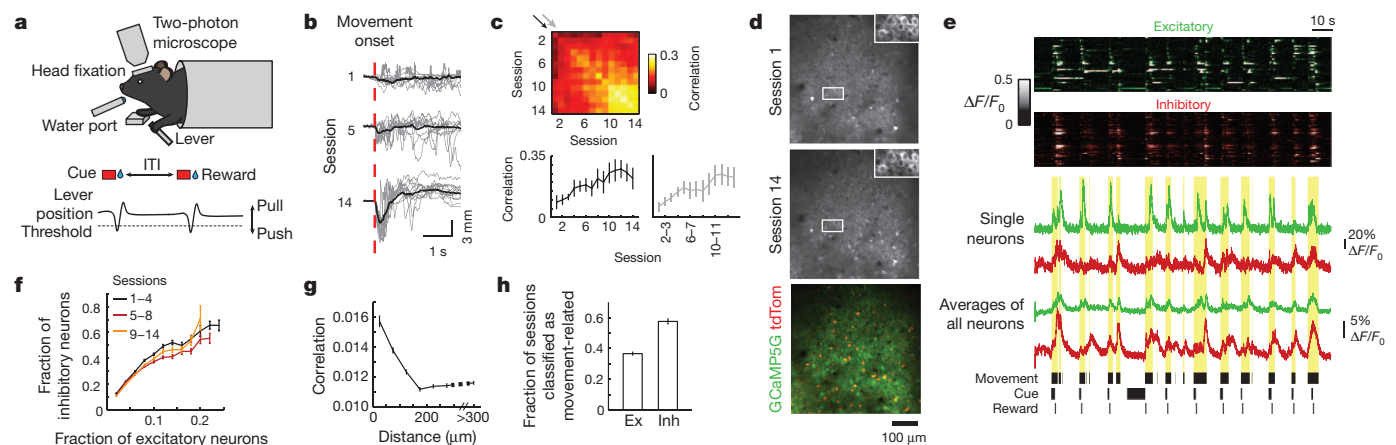 a
Two-photon
microscope
Head fixation
Water port
Lever
Cue
ITI
Reward
Lever
position
Threshold
Pull
Push
b
Movement
onset
Session
1
5
14
1 s
3 mm
c
Session
2
6
10
14
2 6 10 14
Session
0.3
0
Correlation
0.35
0
Correlation
2 6 10 14
2–3
6–7
10–11
Session
d
Session 1
Session 14
GCaMP5G tdTom
100 µm
e
Excitatory
10 s
0.5
0
ΔF/F0
Inhibitory
Single
neurons
20%
ΔF/F0
Averages of
all neurons
5%
ΔF/F0
Movement
Cue
Reward
f
Sessions
1–4
5–8
9–14
Fraction of
inhibitory neurons
0.8
0.6
0.4
0.2
0
0 0.1 0.2
Fraction of excitatory neurons
g
Correlation
0.016
0.014
0.012
0.010
0 200 >300
Distance (µm)
h
Fraction of sessions
classified as
movement-related
0.6
0.4
0.2
0
Ex Inh